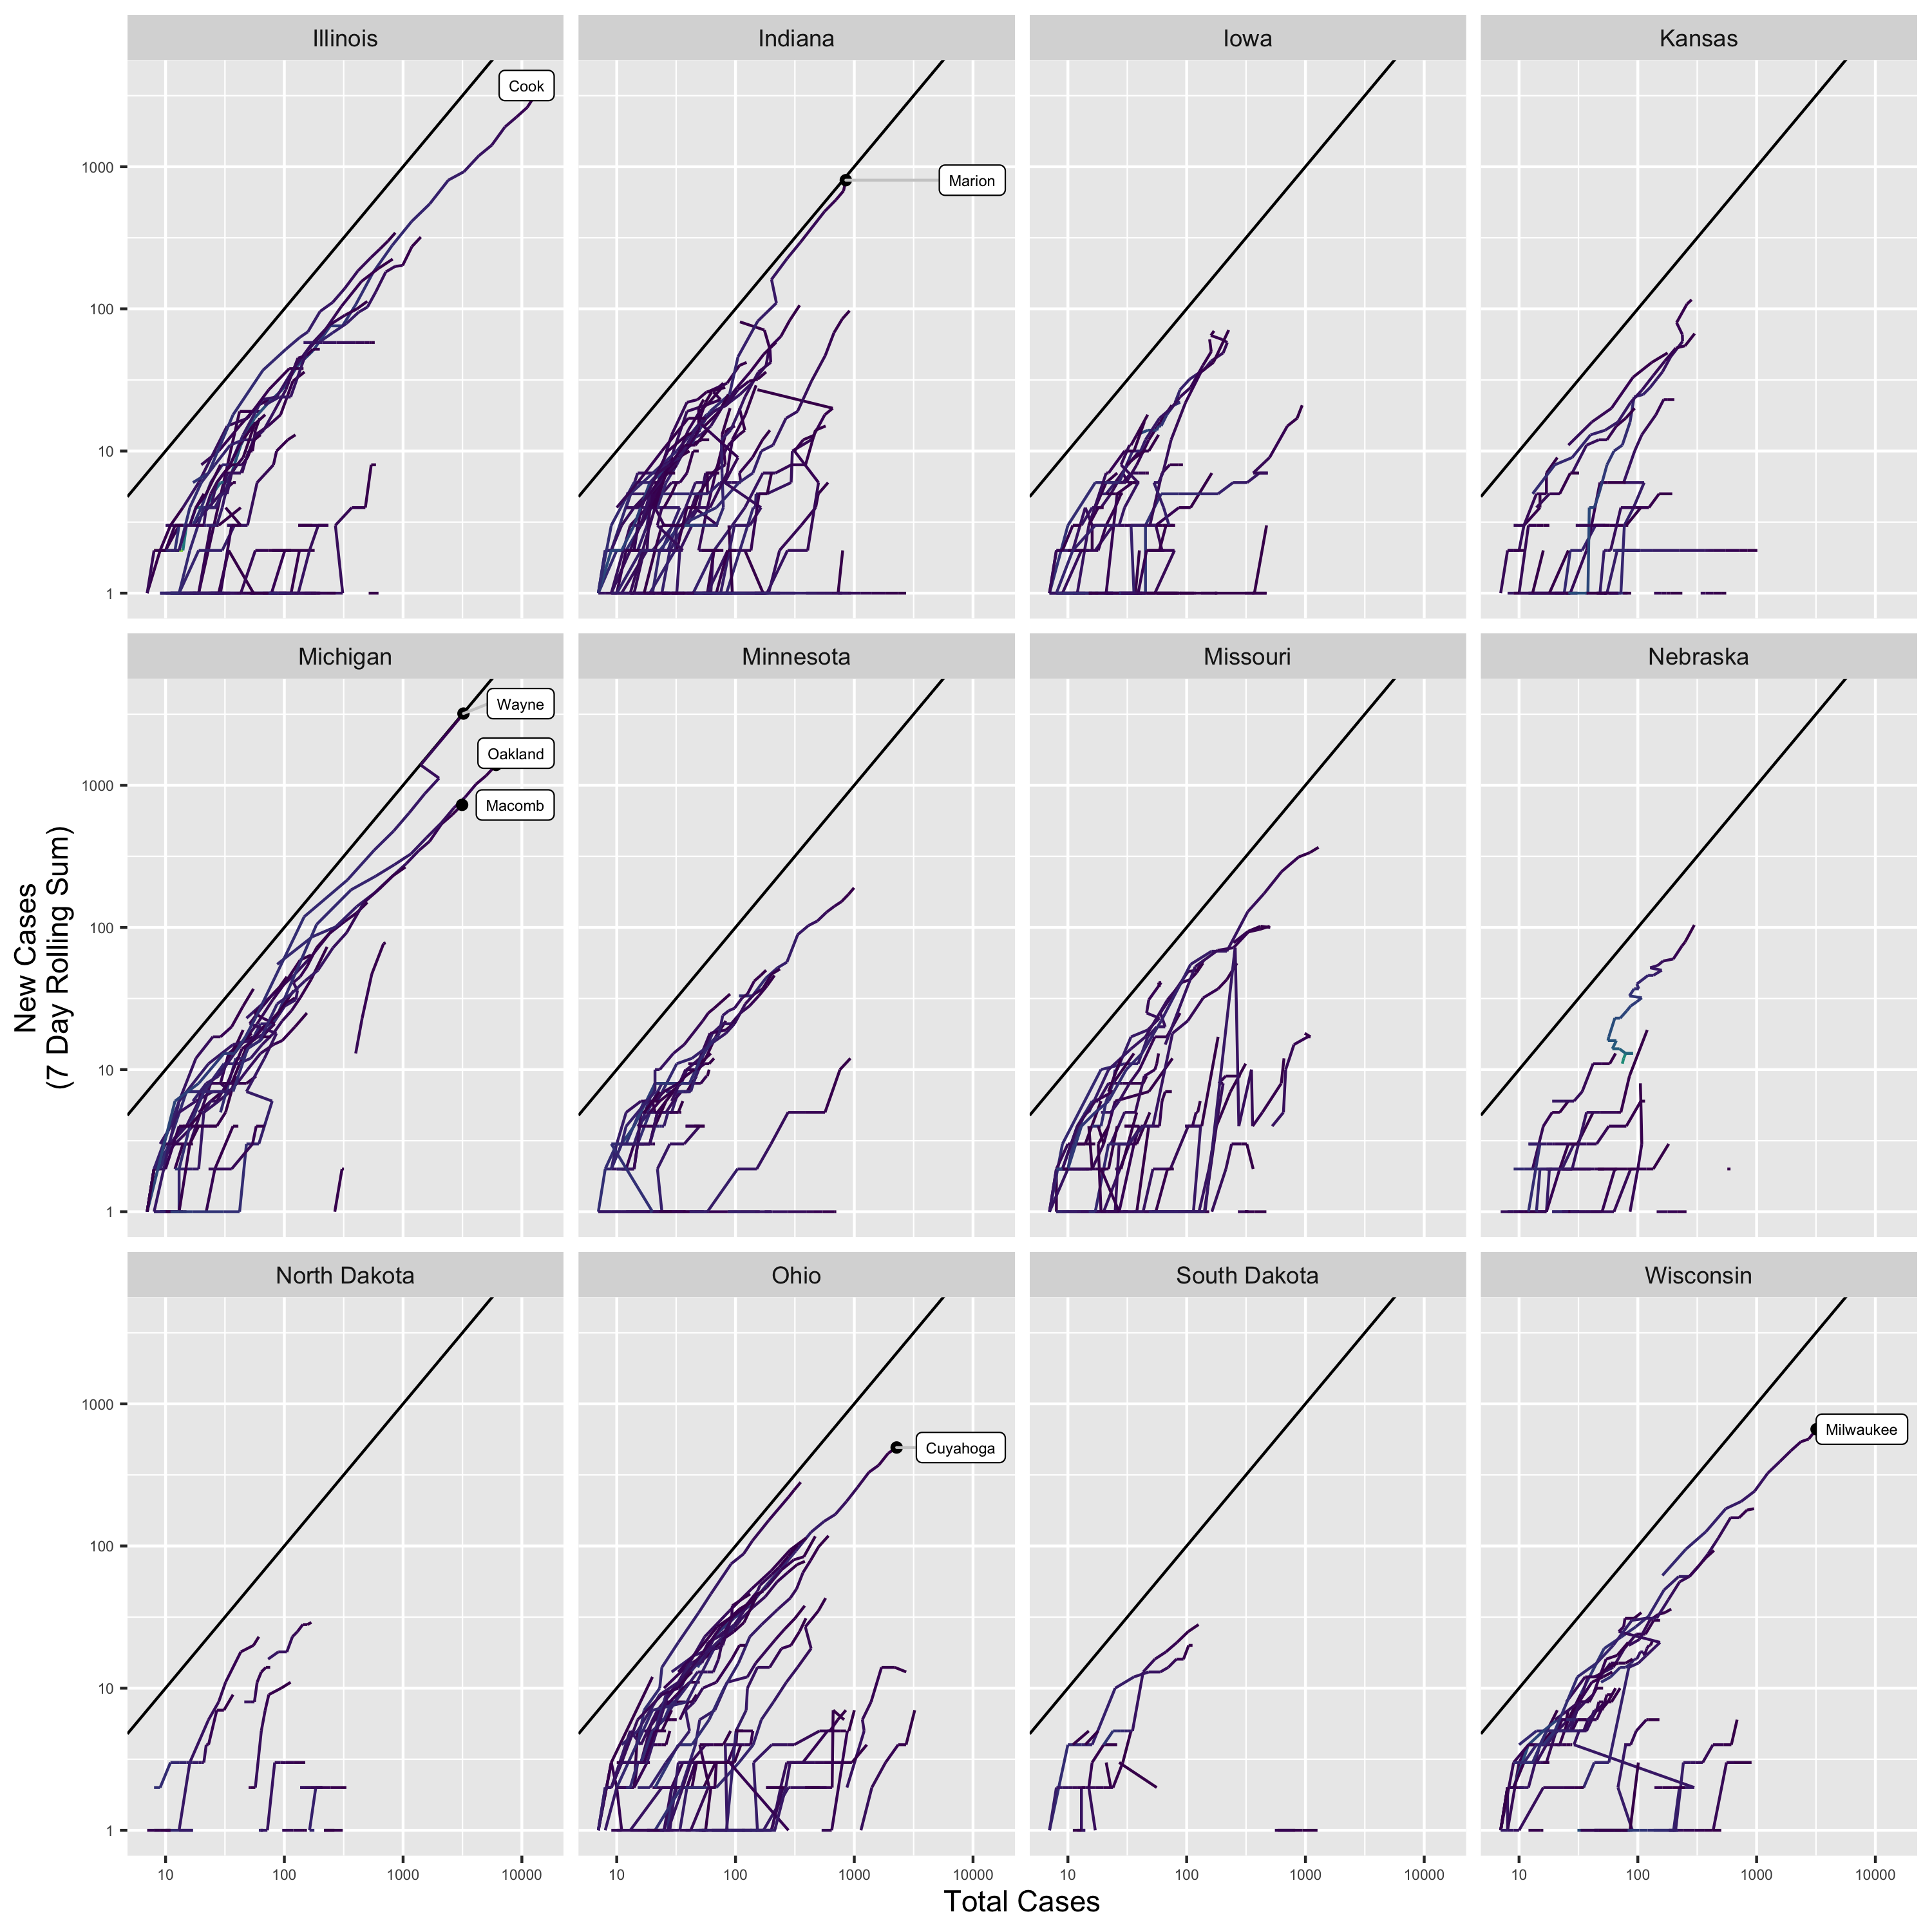 Illinois
Indiana
Iowa
Kansas
Cook
Marion
1000
100
10
1
Michigan
Minnesota
Missouri
Nebraska
Wayne
Oakland
Macomb
1000
100
10
1
New Cases
(7 Day Rolling Sum)
North Dakota
Ohio
South Dakota
Wisconsin
Cuyahoga
Milwaukee
1000
100
10
1
10 100 1000 10000
10 100 1000 10000
10 100 1000 10000
10 100 1000 10000
Total Cases